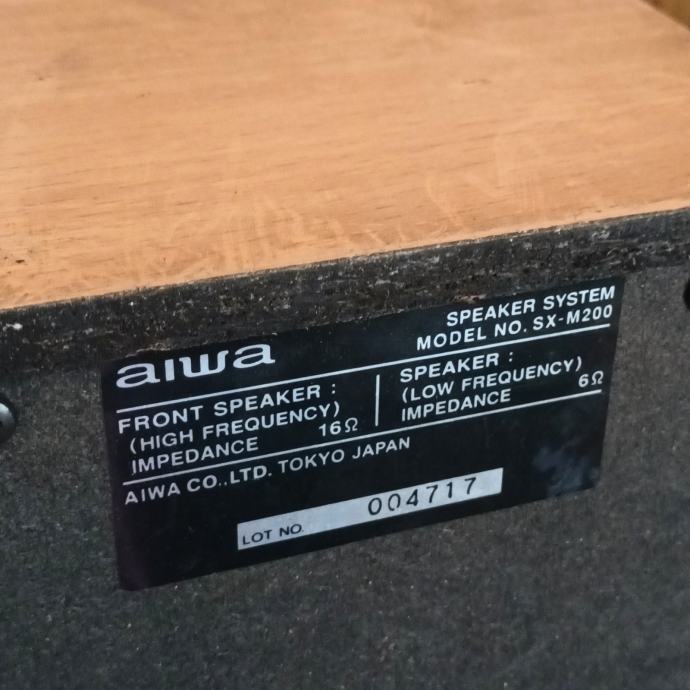 aiwa
SPEAKER SYSTEM
MODEL NO. SX-M200
FRONT SPEAKER :
(HIGH FREQUENCY)
IMPEDANCE 16Ω
SPEAKER :
(LOW FREQUENCY)
IMPEDANCE 6Ω
AIWA CO., LTD. TOKYO JAPAN
LOT NO. 004717